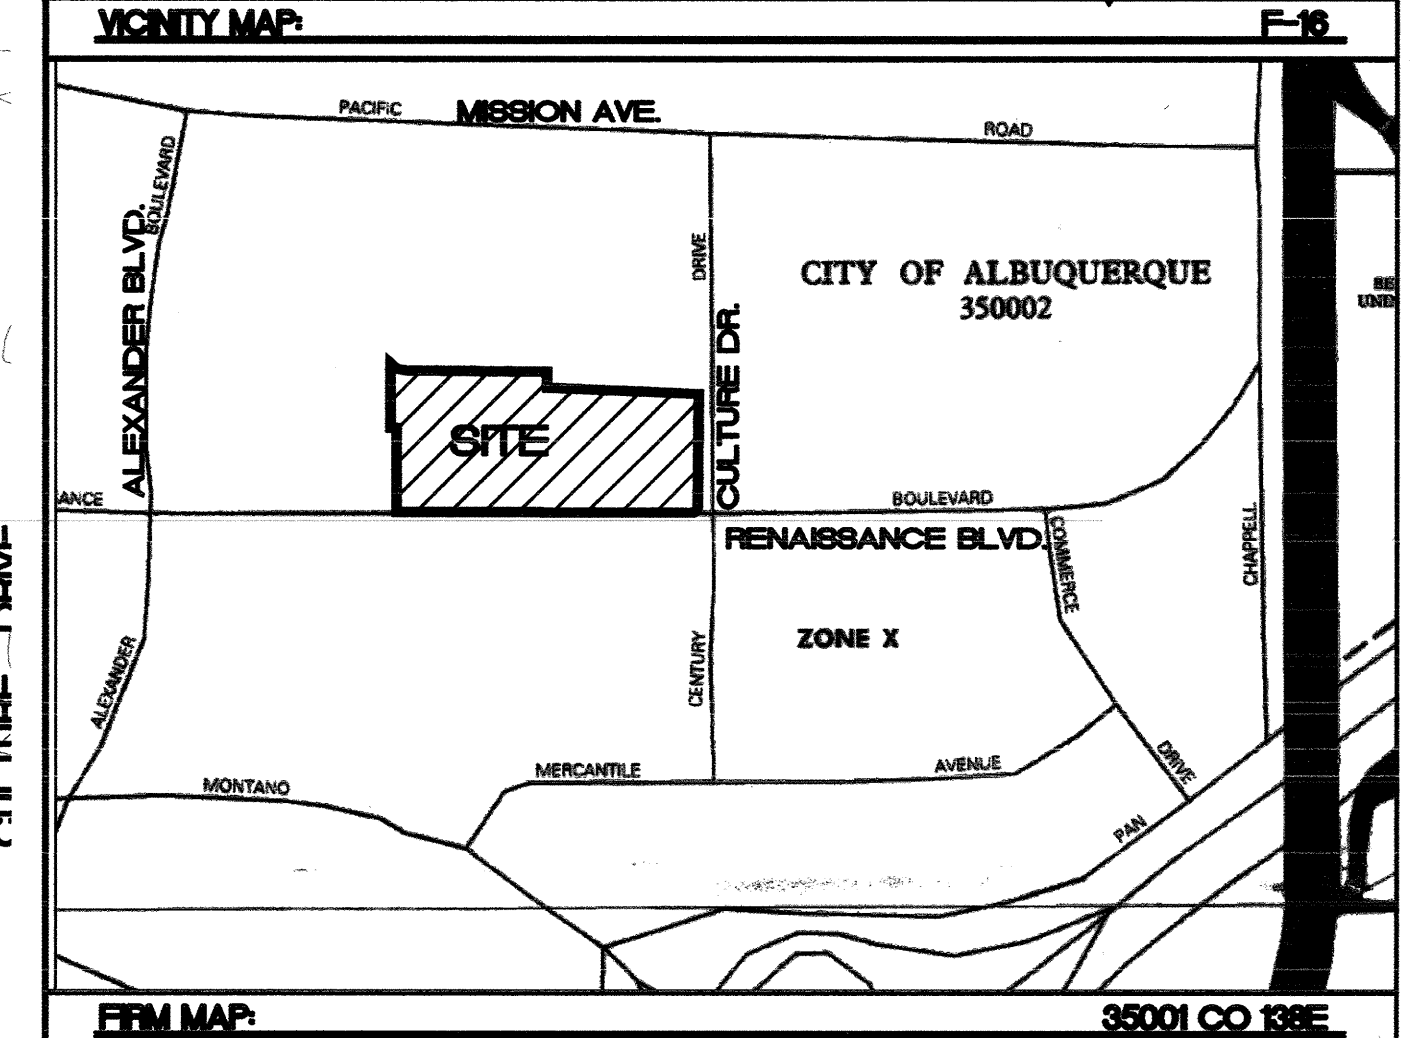 VICINITY MAP:
F-16
PACIFIC
MISSION AVE.
ROAD
BOULEVARD
ALEXANDER BLVD.
DRIVE
CITY OF ALBUQUERQUE
350002
CULTURE DR.
SITE
ANCE
BOULEVARD
RENAISSANCE BLVD.
COMMERCE
CHAPPELL
ZONE X
CENTURY
ALEXANDER
MERCANTILE
AVENUE
DRIVE
MONTANO
PAN
FIRM MAP:
35001 CO 138E